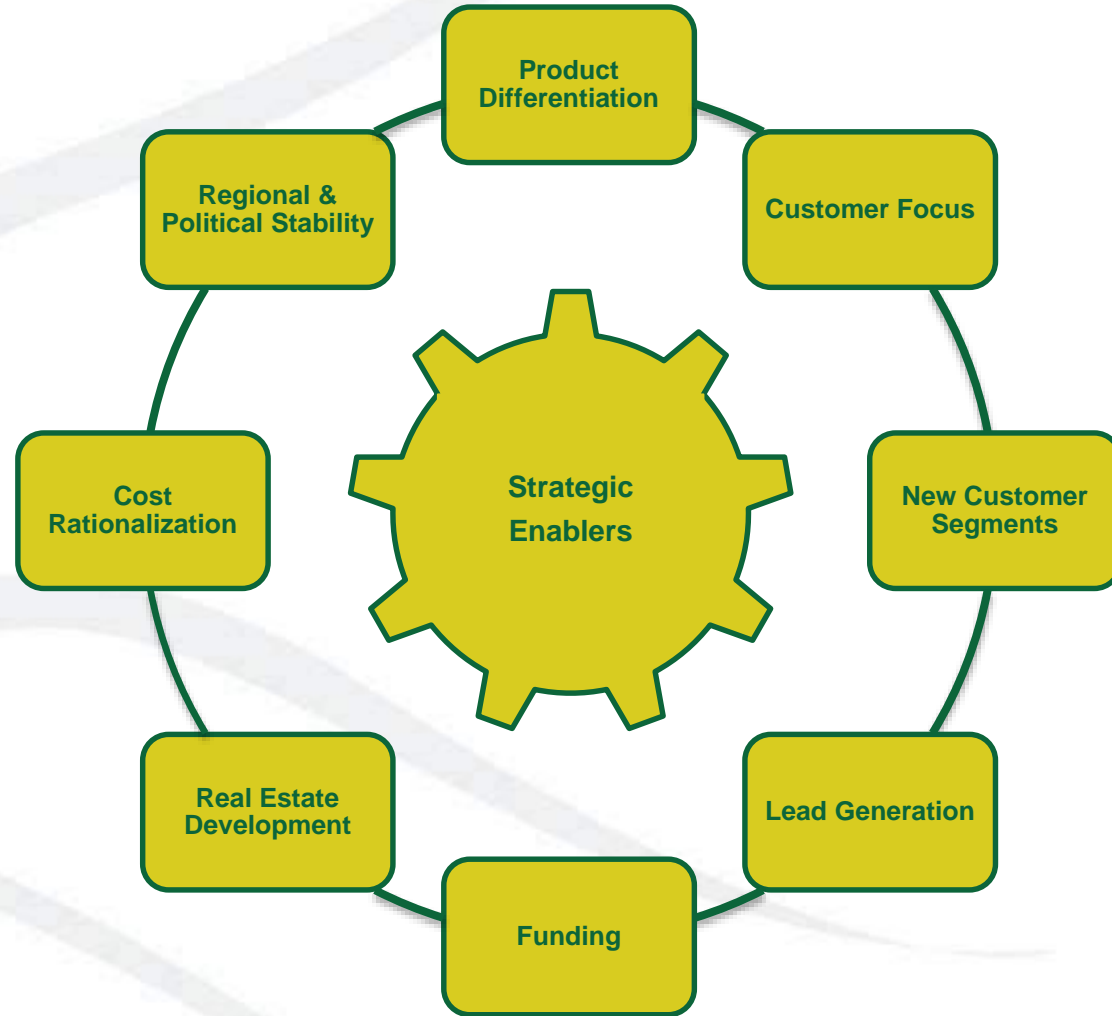 Product
Differentiation
Customer Focus
New Customer
Segments
Lead Generation
Funding
Real Estate
Development
Cost
Rationalization
Regional &
Political Stability
Strategic
Enablers